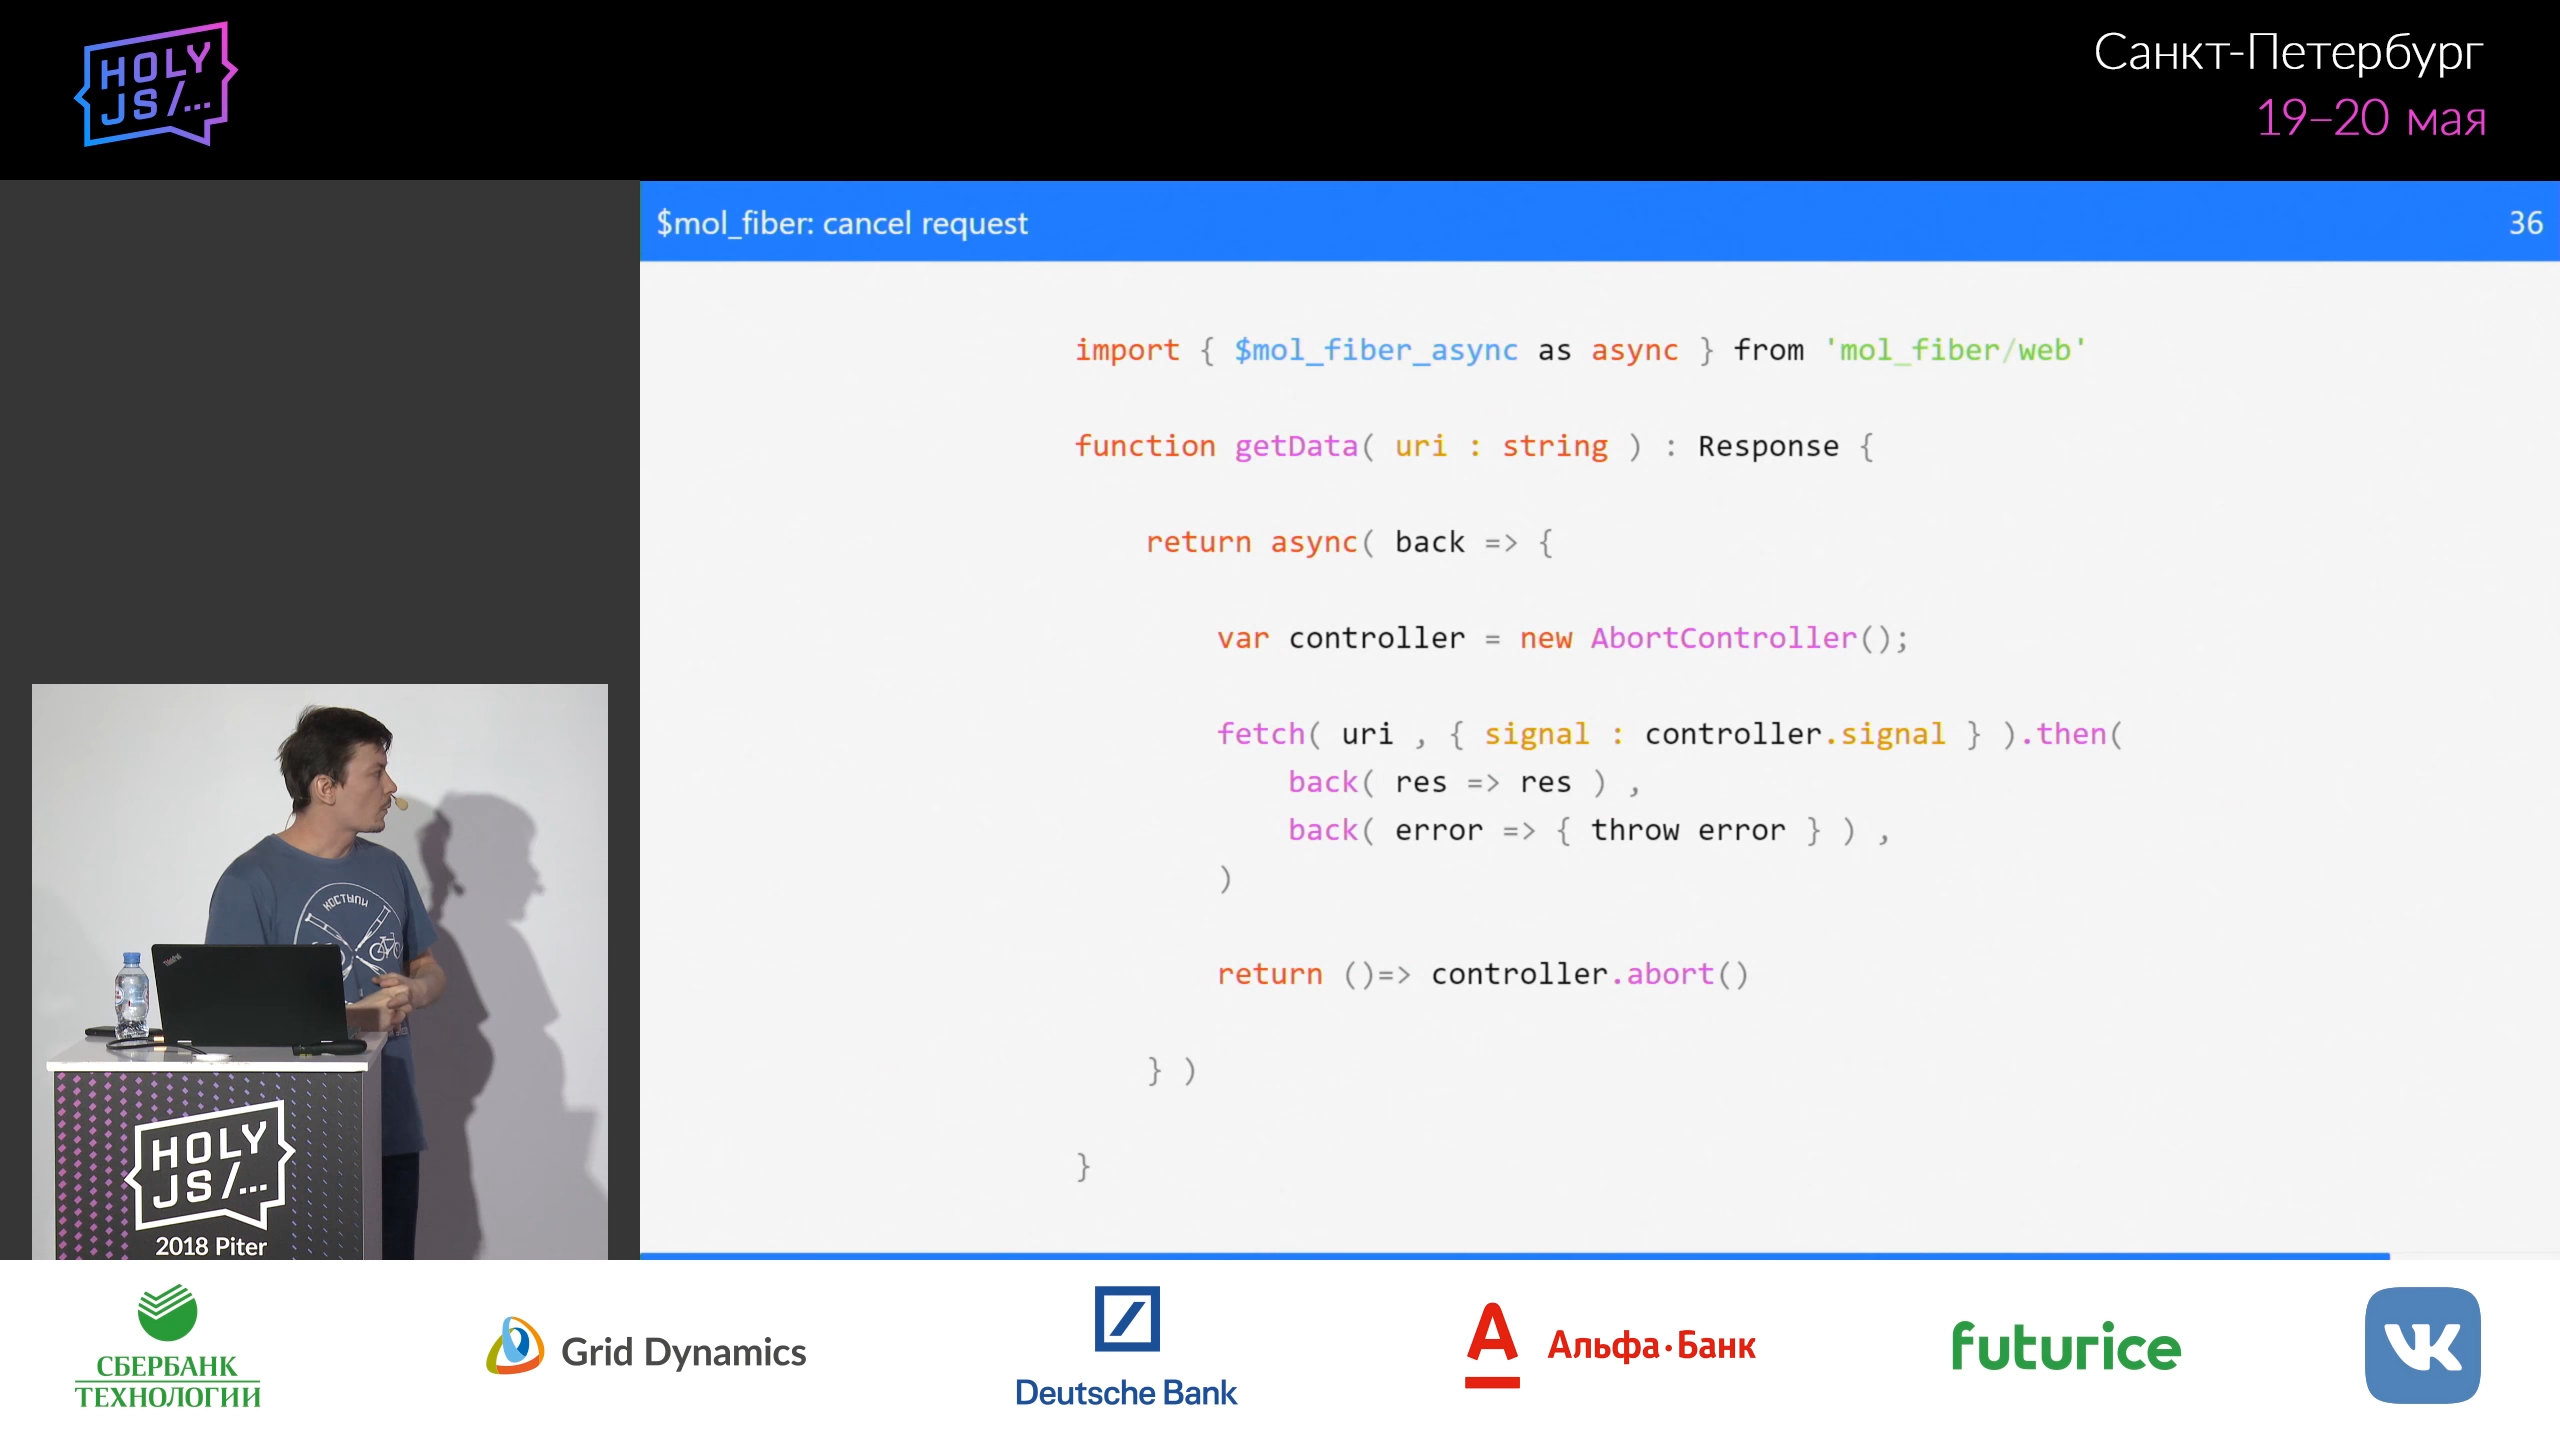 HOLY
JS/...
Санкт-Петербург
19–20 мая
$mol_fiber: cancel request
36
import { $mol_fiber_async as async } from 'mol_fiber/web'
function getData( uri : string ) : Response {
return async( back => {
var controller = new AbortController();
fetch( uri , { signal : controller.signal } ).then(
back( res => res ) ,
back( error => { throw error } ) ,
)
return ()=> controller.abort()
} )
}
КОСТЫЛИ
ThinkPad
HOLY
JS/...
2018 Piter
СБЕРБАНК
ТЕХНОЛОГИИ
Grid Dynamics
Deutsche Bank
Альфа·Банк
futurice
VK